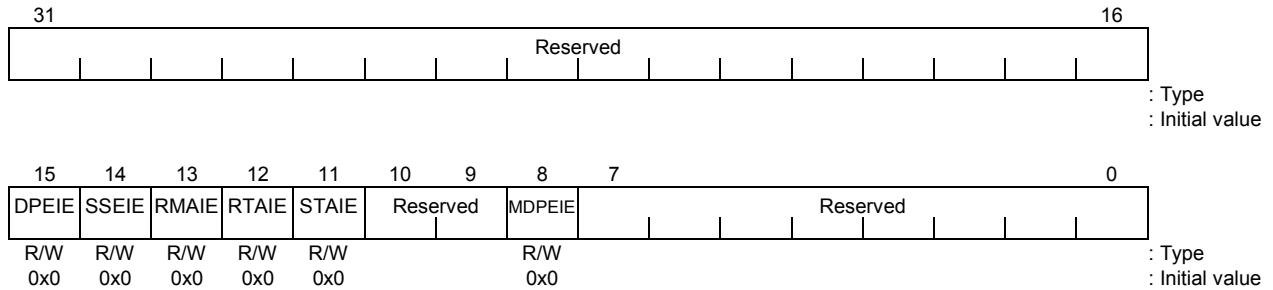 31 16
Reserved
: Type
: Initial value
15 14 13 12 11 10 9 8 7 0
DPEIE SSEIE RMAIE RTAIE STAIE Reserved MDPEIE Reserved
R/W R/W R/W R/W R/W R/W : Type
0x0 0x0 0x0 0x0 0x0 0x0 : Initial value